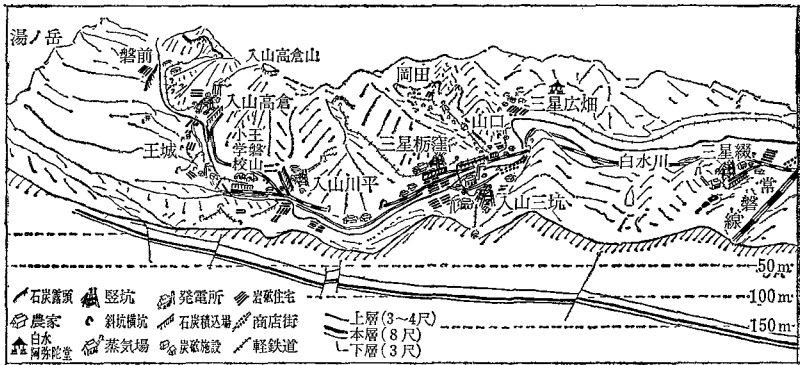 湯ノ岳
磐前
入山高倉山
入山高倉
王城
王磐山
小学校
入山川平
岡田
三星広畑
山口
三星栃窪
入山三坑
白水川
三星綴
常磐線
50m
100m
150m
石炭露頭
竪坑
発電所
岩砿住宅
農家
斜坑横坑
石炭積込場
商店街
白水
阿弥陀堂
蒸気場
炭砿施設
軽鉄道
上層(3〜4尺)
本層(8尺)
下層(3尺)